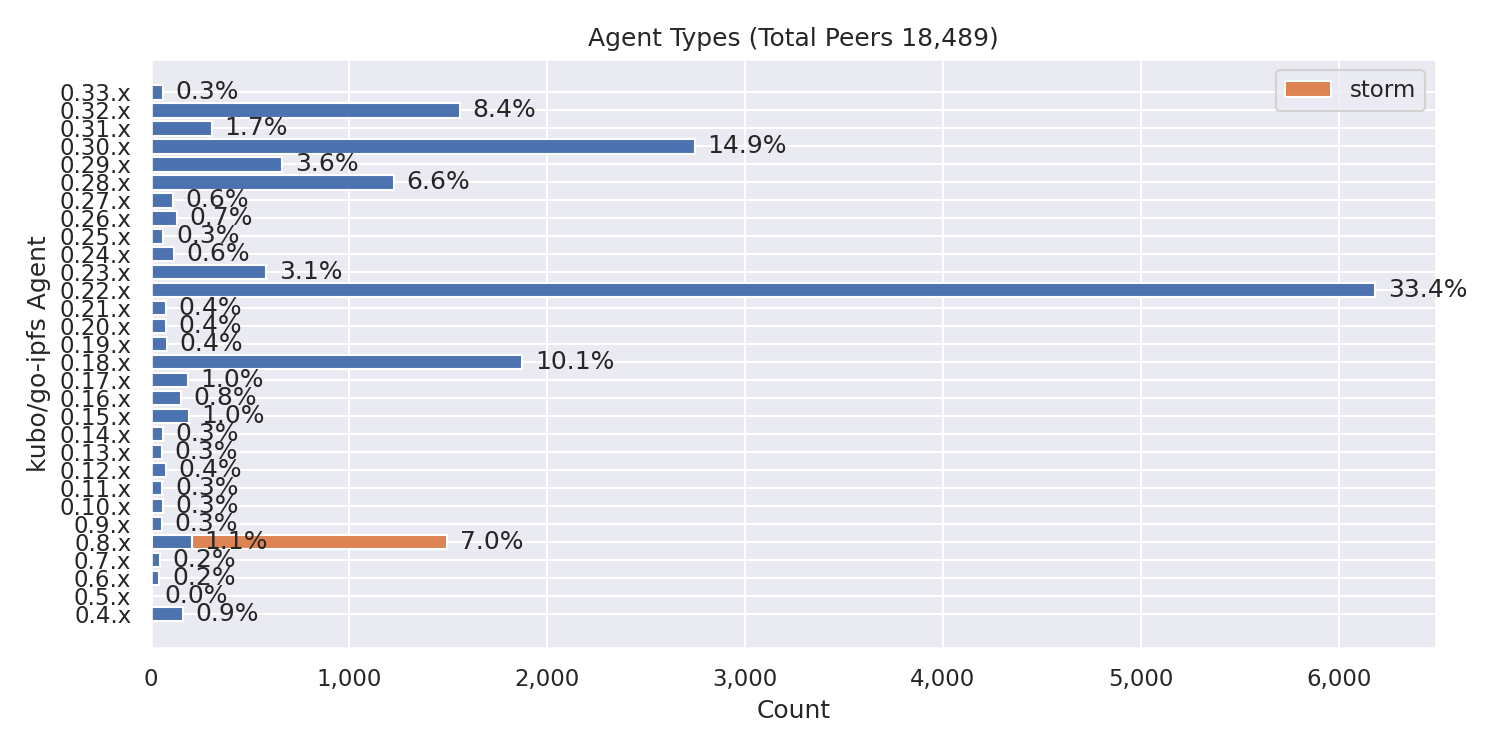 Agent Types (Total Peers 18,489)
storm
kubo/go-ipfs Agent
0.33.x 0.3%
0.32.x 8.4%
0.31.x 1.7%
0.30.x 14.9%
0.29.x 3.6%
0.28.x 6.6%
0.27.x 0.6%
0.26.x 0.7%
0.25.x 0.3%
0.24.x 0.6%
0.23.x 3.1%
0.22.x 33.4%
0.21.x 0.4%
0.20.x 0.4%
0.19.x 0.4%
0.18.x 10.1%
0.17.x 1.0%
0.16.x 0.8%
0.15.x 1.0%
0.14.x 0.3%
0.13.x 0.3%
0.12.x 0.4%
0.11.x 0.3%
0.10.x 0.3%
0.9.x 0.3%
0.8.x 1.1% 7.0%
0.7.x 0.2%
0.6.x 0.2%
0.5.x 0.0%
0.4.x 0.9%
0 1,000 2,000 3,000 4,000 5,000 6,000
Count